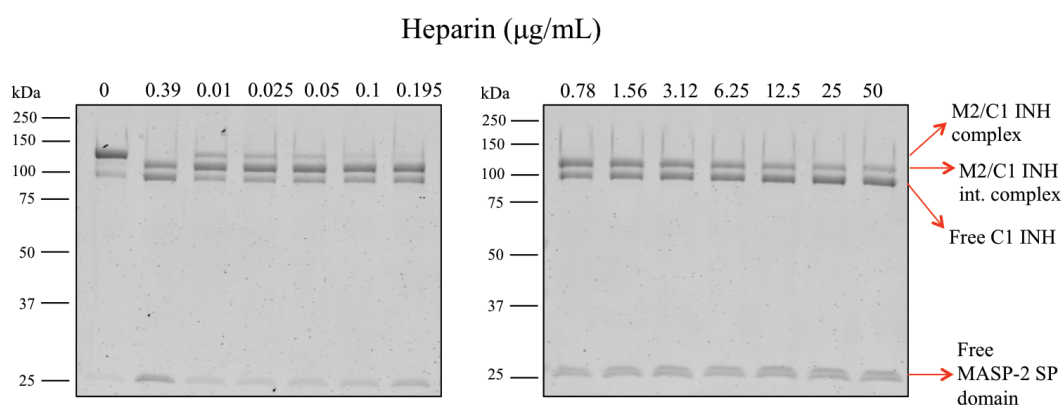 Heparin (μg/mL)
kDa 0 0.39 0.01 0.025 0.05 0.1 0.195
250
150
100
75
50
37
25
kDa 0.78 1.56 3.12 6.25 12.5 25 50
250
150
100
75
50
37
25
M2/C1 INH
complex
M2/C1 INH
int. complex
Free C1 INH
Free
MASP-2 SP
domain